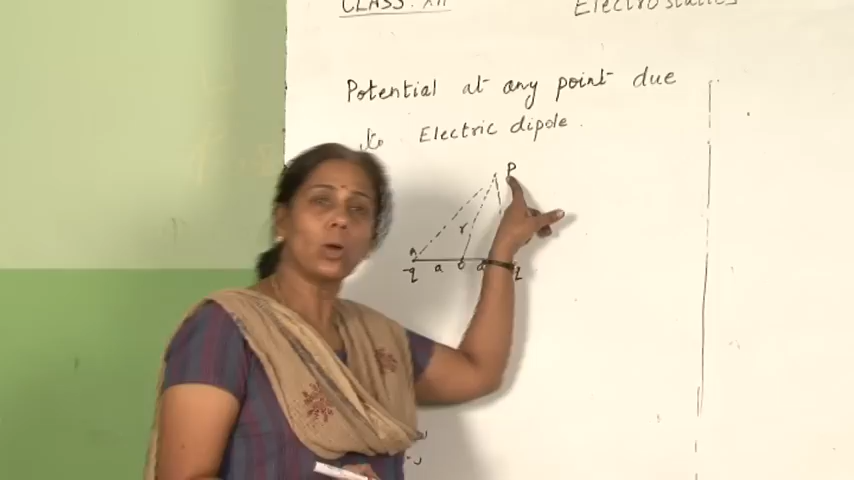 CLASS: XII
Electrostatics
Potential at any point due
to Electric dipole.
P
r
A
-q a O a q